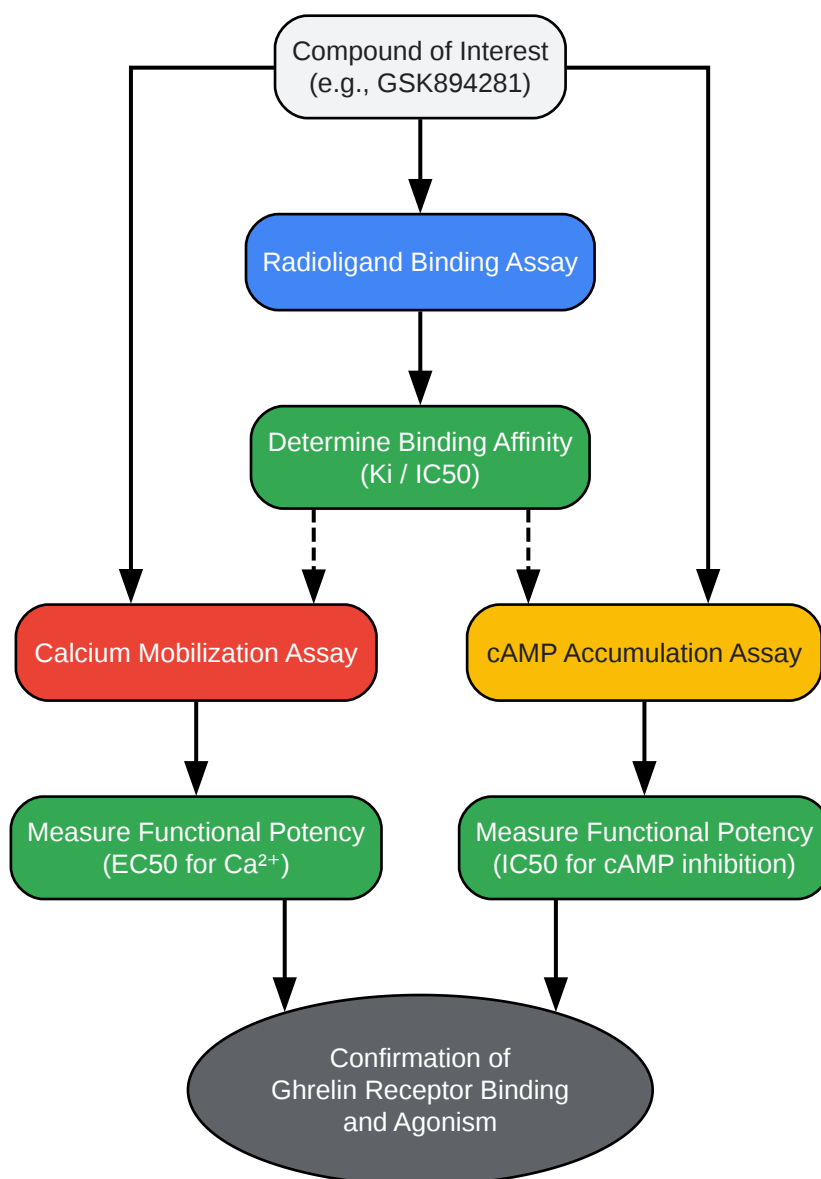 Compound of Interest
(e.g., GSK894281)
Radioligand Binding Assay
Determine Binding Affinity
(Ki / IC50)
Calcium Mobilization Assay
cAMP Accumulation Assay
Measure Functional Potency
(EC50 for Ca²⁺)
Measure Functional Potency
(IC50 for cAMP inhibition)
Confirmation of
Ghrelin Receptor Binding
and Agonism